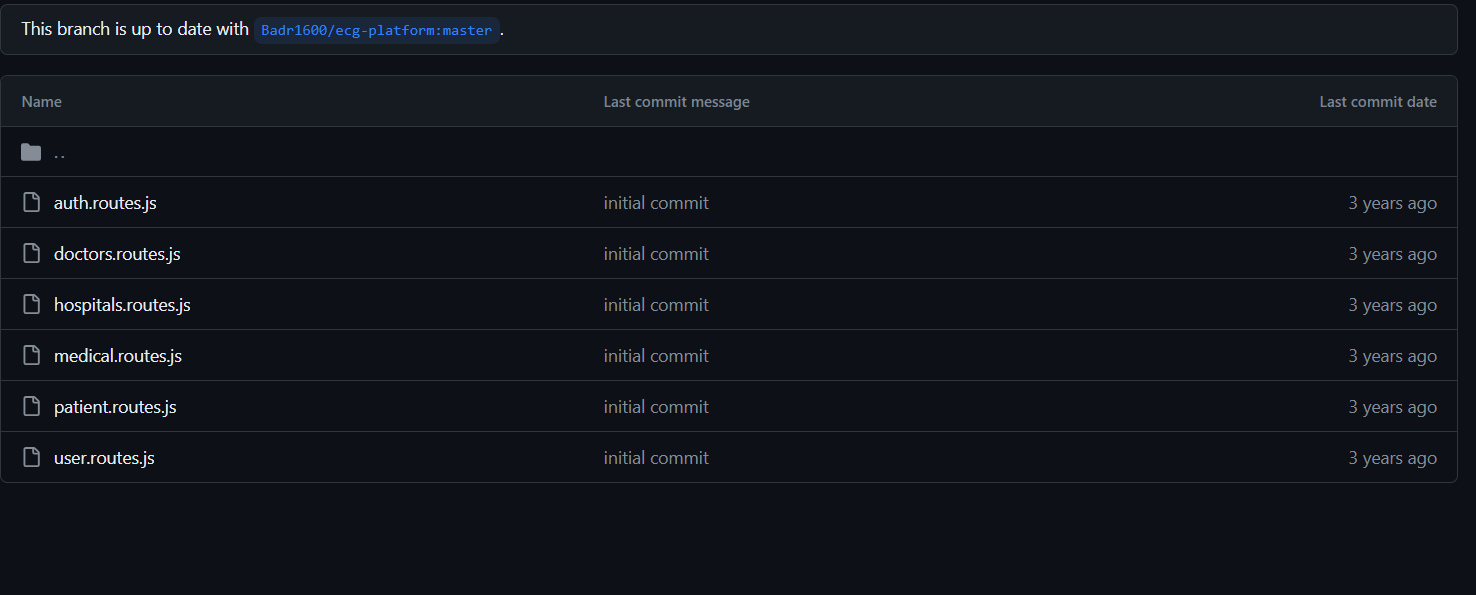 This branch is up to date with Badr1600/ecg-platform:master .
Name Last commit message Last commit date
..
auth.routes.js initial commit 3 years ago
doctors.routes.js initial commit 3 years ago
hospitals.routes.js initial commit 3 years ago
medical.routes.js initial commit 3 years ago
patient.routes.js initial commit 3 years ago
user.routes.js initial commit 3 years ago